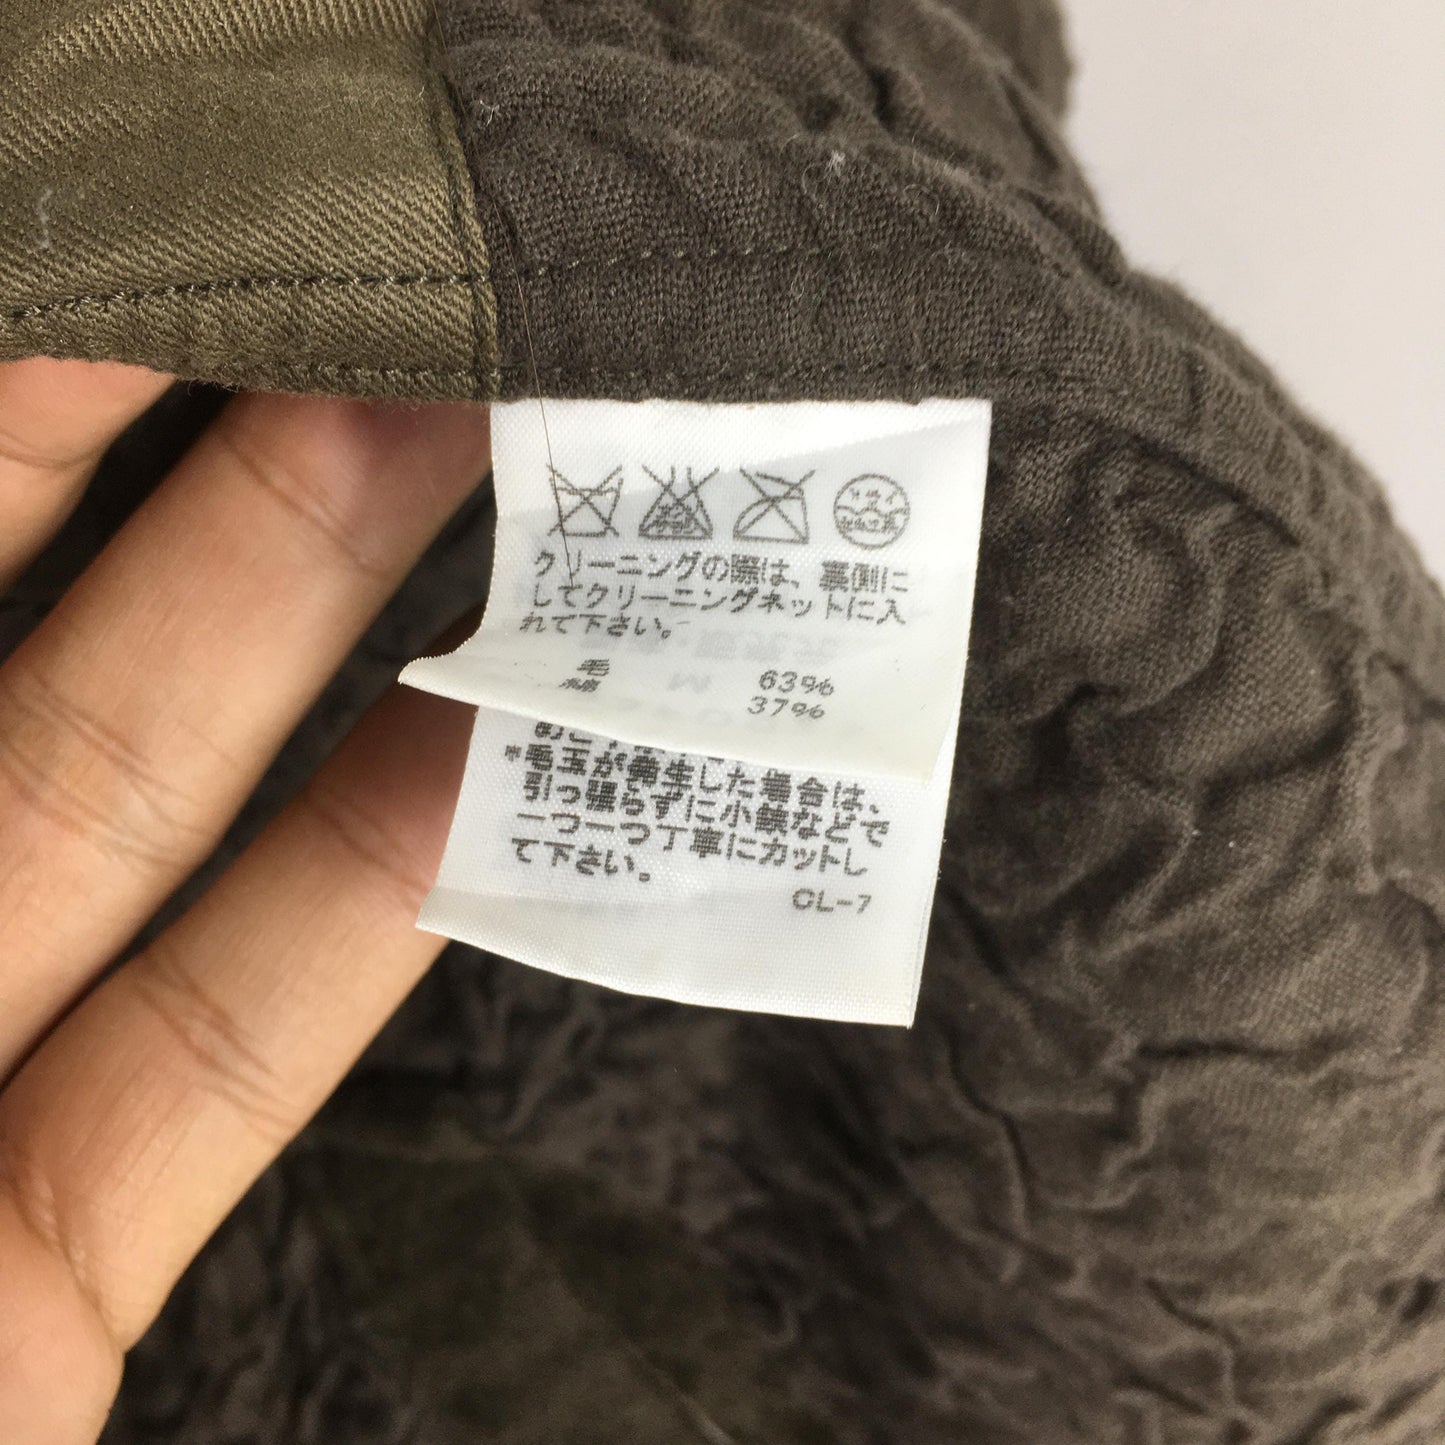 クリーニングの際は、裏側に
してクリーニングネットに入
れて下さい。
毛 63%
37%
*毛玉が発生した場合は、
引っ張らずに小鋏などで
一つ一つ丁寧にカットし
て下さい。
CL-7